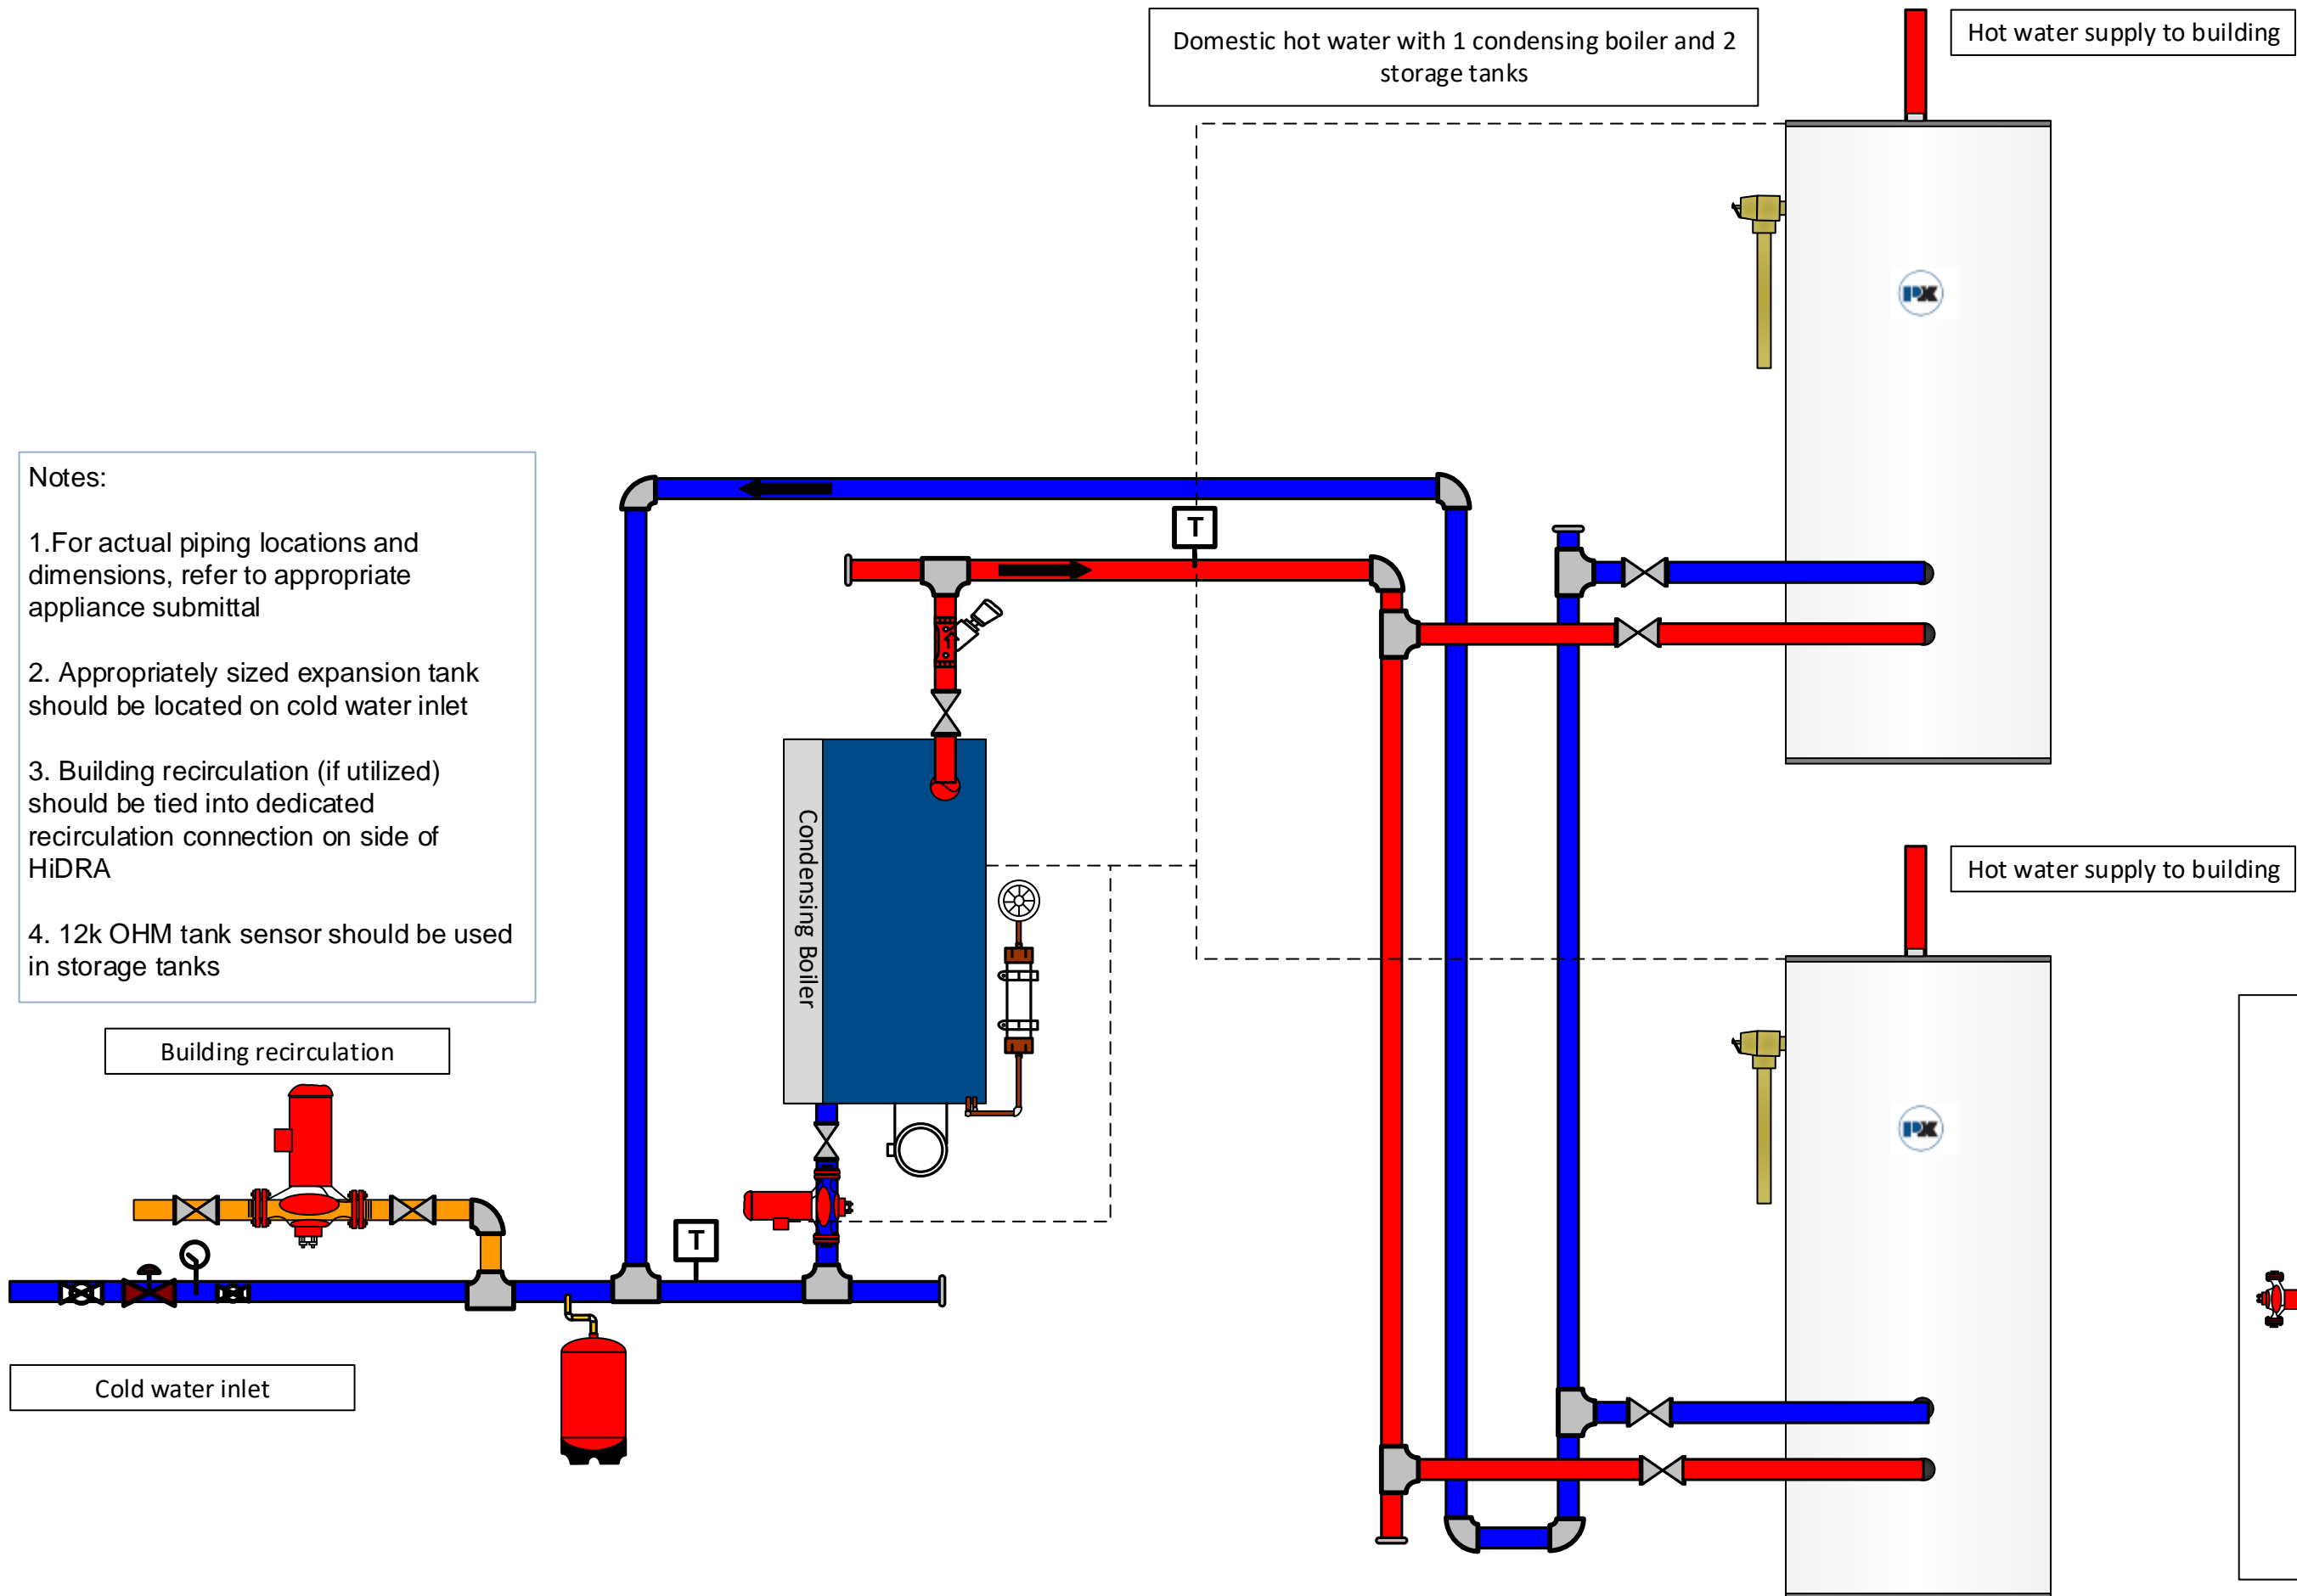 Domestic hot water with 1 condensing boiler and 2
storage tanks
Hot water supply to building
PK
Notes:
1.For actual piping locations and
dimensions, refer to appropriate
appliance submittal
2. Appropriately sized expansion tank
should be located on cold water inlet
3. Building recirculation (if utilized)
should be tied into dedicated
recirculation connection on side of
HiDRA
4. 12k OHM tank sensor should be used
in storage tanks
T
Condensing Boiler
Hot water supply to building
Building recirculation
PK
T
Cold water inlet